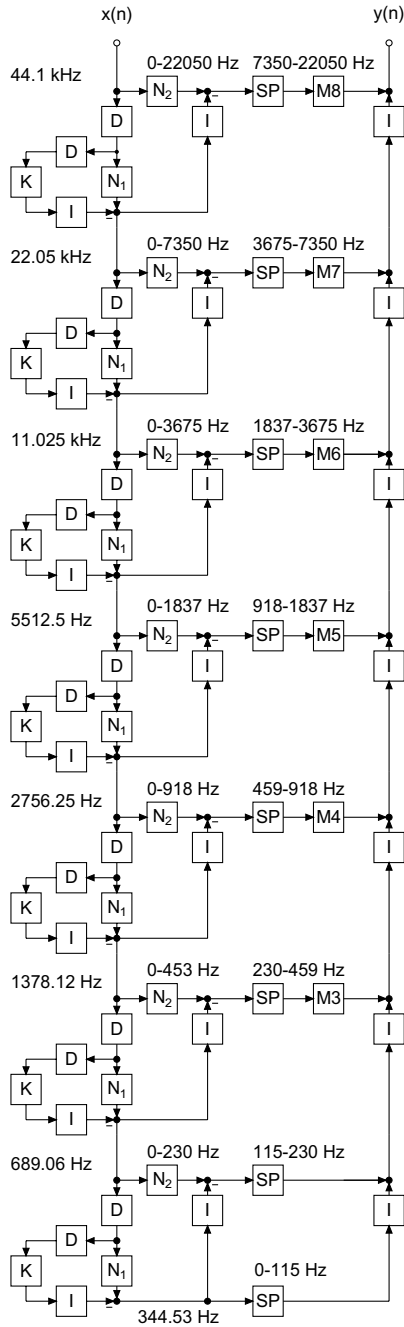 x(n) y(n)
44.1 kHz 0-22050 Hz 7350-22050 Hz
N2 SP M8
D I I
D
K N1
I –
–
22.05 kHz 0-7350 Hz 3675-7350 Hz
N2 SP M7
D I I
D
K N1
I –
–
11.025 kHz 0-3675 Hz 1837-3675 Hz
N2 SP M6
D I I
D
K N1
I –
–
5512.5 Hz 0-1837 Hz 918-1837 Hz
N2 SP M5
D I I
D
K N1
I –
–
2756.25 Hz 0-918 Hz 459-918 Hz
N2 SP M4
D I I
D
K N1
I –
–
1378.12 Hz 0-453 Hz 230-459 Hz
N2 SP M3
D I I
D
K N1
I –
–
689.06 Hz 0-230 Hz 115-230 Hz
N2 SP
D I I
D
K N1
0-115 Hz
I – SP
–
344.53 Hz